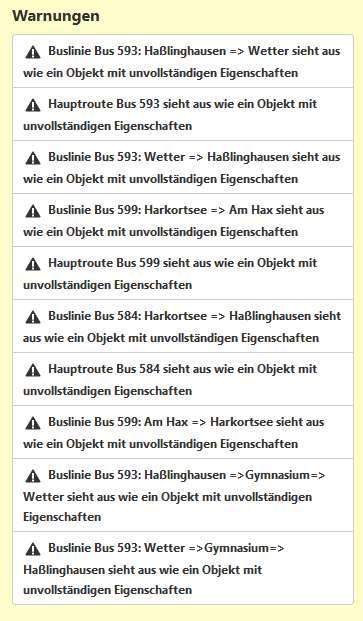 Warnungen
Buslinie Bus 593: Haßlinghausen => Wetter sieht aus
wie ein Objekt mit unvollständigen Eigenschaften
Hauptroute Bus 593 sieht aus wie ein Objekt mit
unvollständigen Eigenschaften
Buslinie Bus 593: Wetter => Haßlinghausen sieht aus
wie ein Objekt mit unvollständigen Eigenschaften
Buslinie Bus 599: Harkortsee => Am Hax sieht aus
wie ein Objekt mit unvollständigen Eigenschaften
Hauptroute Bus 599 sieht aus wie ein Objekt mit
unvollständigen Eigenschaften
Buslinie Bus 584: Harkortsee => Haßlinghausen sieht
aus wie ein Objekt mit unvollständigen Eigenschaften
Hauptroute Bus 584 sieht aus wie ein Objekt mit
unvollständigen Eigenschaften
Buslinie Bus 599: Am Hax => Harkortsee sieht aus
wie ein Objekt mit unvollständigen Eigenschaften
Buslinie Bus 593: Haßlinghausen =>Gymnasium=>
Wetter sieht aus wie ein Objekt mit unvollständigen
Eigenschaften
Buslinie Bus 593: Wetter =>Gymnasium=>
Haßlinghausen sieht aus wie ein Objekt mit
unvollständigen Eigenschaften